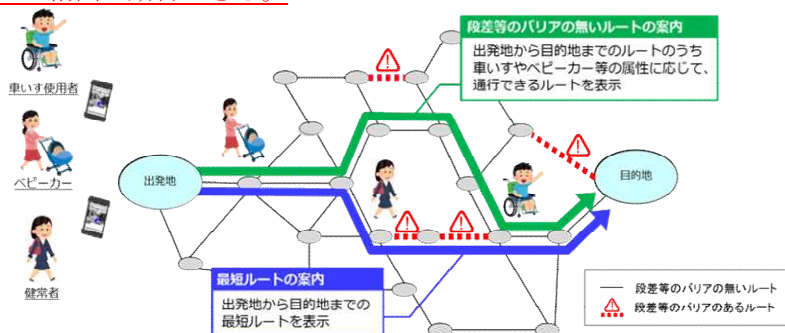 車いす使用者
ベビーカー
健常者
出発地
段差等のバリアの無いルートの案内
出発地から目的地までのルートのうち
車いすやベビーカー等の属性に応じて、
通行できるルートを表示
目的地
最短ルートの案内
出発地から目的地までの
最短ルートを表示
段差等のバリアの無いルート
段差等のバリアのあるルート